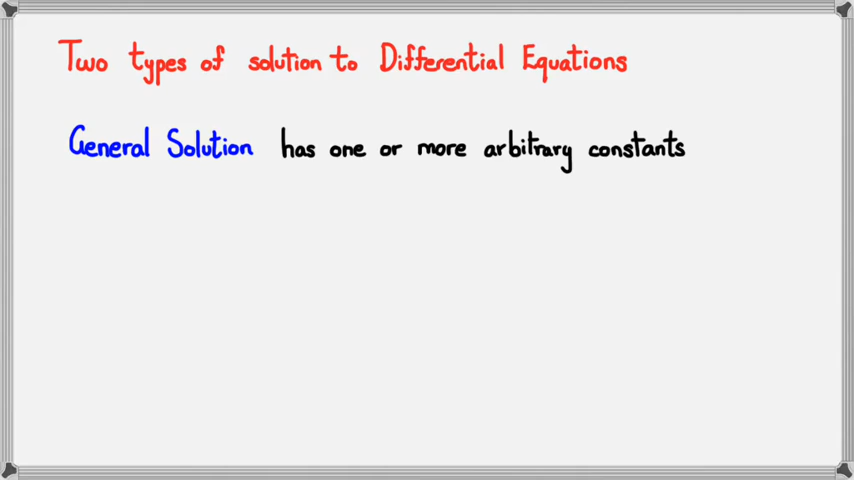 Two types of solution to Differential Equations
General Solution has one or more arbitrary constants